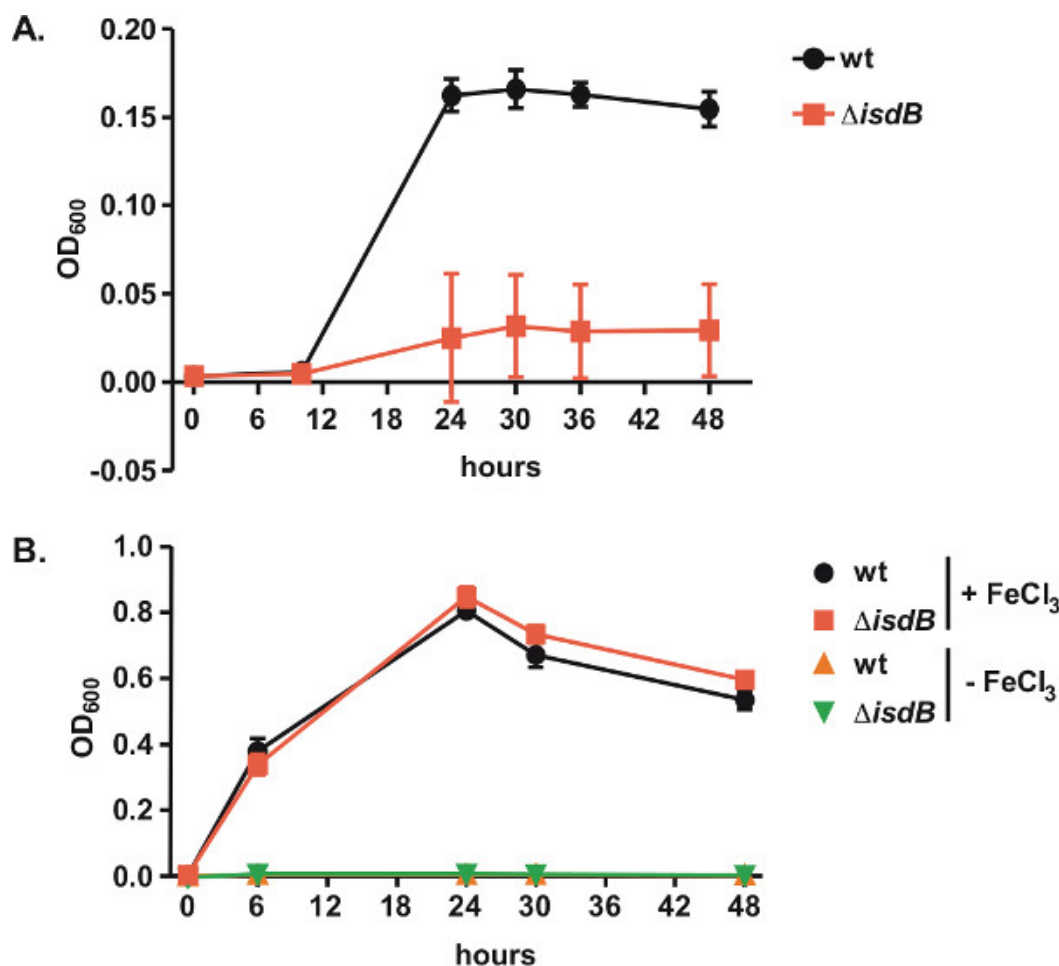 A.
0.20
0.15
0.10
0.05
0.00
-0.05
OD600
0 6 12 18 24 30 36 42 48
hours
wt
ΔisdB
B.
1.0
0.8
0.6
0.4
0.2
0.0
OD600
0 6 12 18 24 30 36 42 48
hours
wt
ΔisdB
+ FeCl3
wt
ΔisdB
- FeCl3